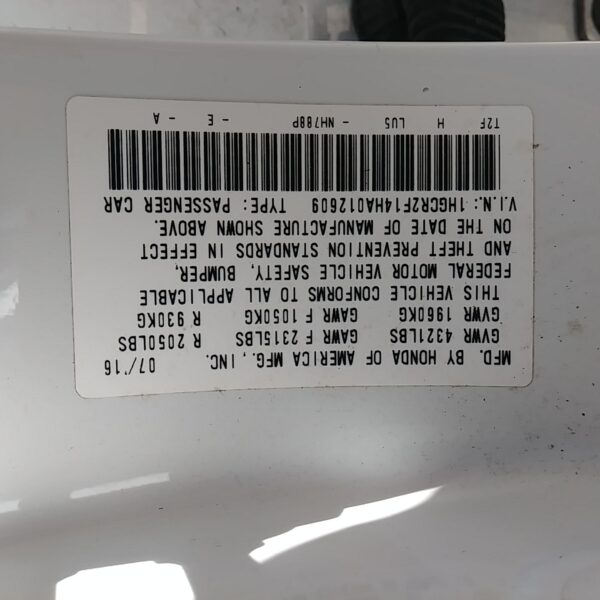 MFD. BY HONDA OF AMERICA MFG., INC. 07/'16
GVWR 4321LBS GAWR F 2315LBS R 2050LBS
GVWR 1960KG GAWR F 1050KG R 930KG
THIS VEHICLE CONFORMS TO ALL APPLICABLE
FEDERAL MOTOR VEHICLE SAFETY, BUMPER,
AND THEFT PREVENTION STANDARDS IN EFFECT
ON THE DATE OF MANUFACTURE SHOWN ABOVE.
V.I.N.: 1HGCR2F14HA012609 TYPE: PASSENGER CAR
T2F H LU5 - NH788P - E - A